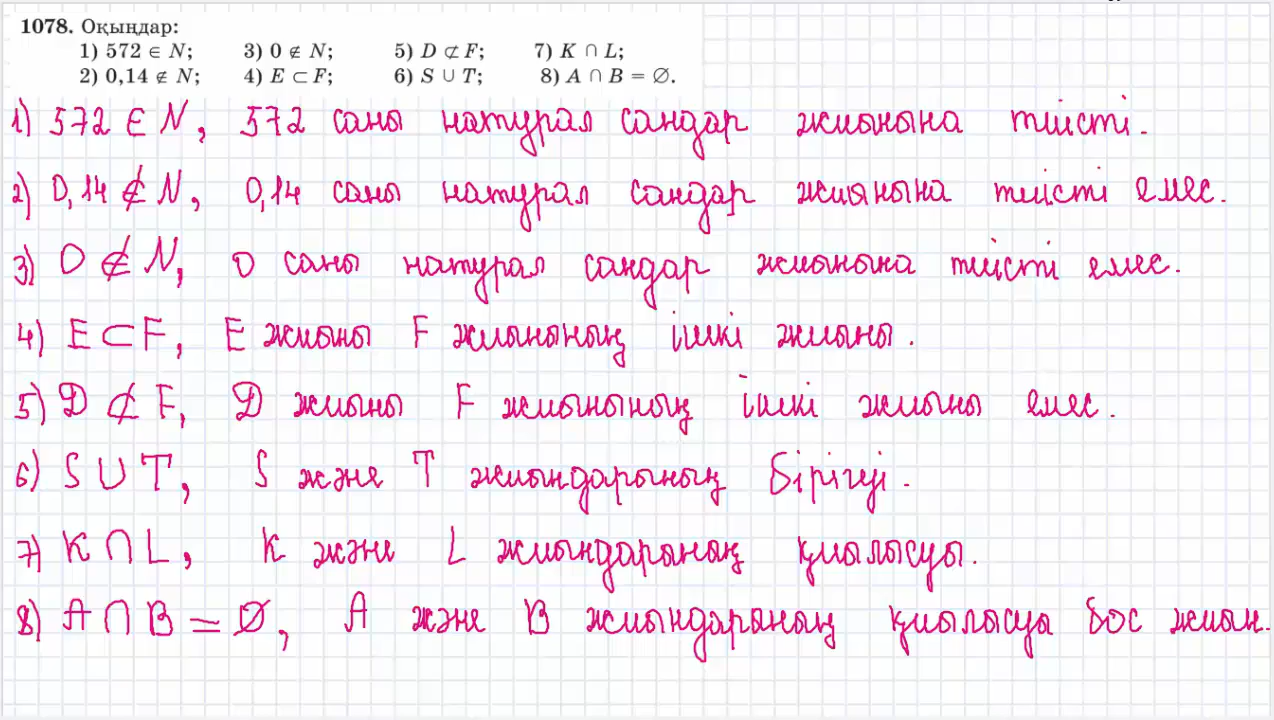 1078. Оқыңдар:
1) 572 ∈ N; 3) 0 ∉ N; 5) D ⊄ F; 7) K ∩ L;
2) 0,14 ∉ N; 4) E ⊂ F; 6) S ∪ T; 8) A ∩ B = ∅.
1) 572 ∈ N, 572 саны натурал сандар жиынына тиісті.
2) 0,14 ∉ N, 0,14 саны натурал сандар жиынына тиісті емес.
3) 0 ∉ N, 0 саны натурал сандар жиынына тиісті емес.
4) E ⊂ F, E жиыны F жиынының ішкі жиыны.
5) D ⊄ F, D жиыны F жиынының ішкі жиыны емес.
6) S ∪ T, S және T жиындарының бірігуі.
7) K ∩ L, K және L жиындарының қиылысуы.
8) A ∩ B = ∅, A және B жиындарының қиылысуы бос жиын.